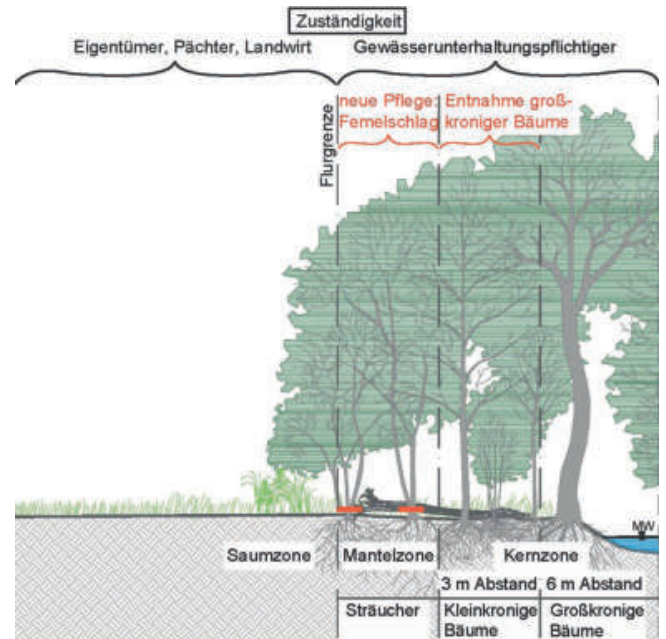 Zuständigkeit
Eigentümer, Pächter, Landwirt
Gewässerunterhaltungspflichtiger
Flurgrenze
neue Pflege:
Femelschlag
Entnahme groß-
kroniger Bäume
MW
Saumzone
Mantelzone
Kernzone
3 m Abstand
6 m Abstand
Sträucher
Kleinkronige
Bäume
Großkronige
Bäume